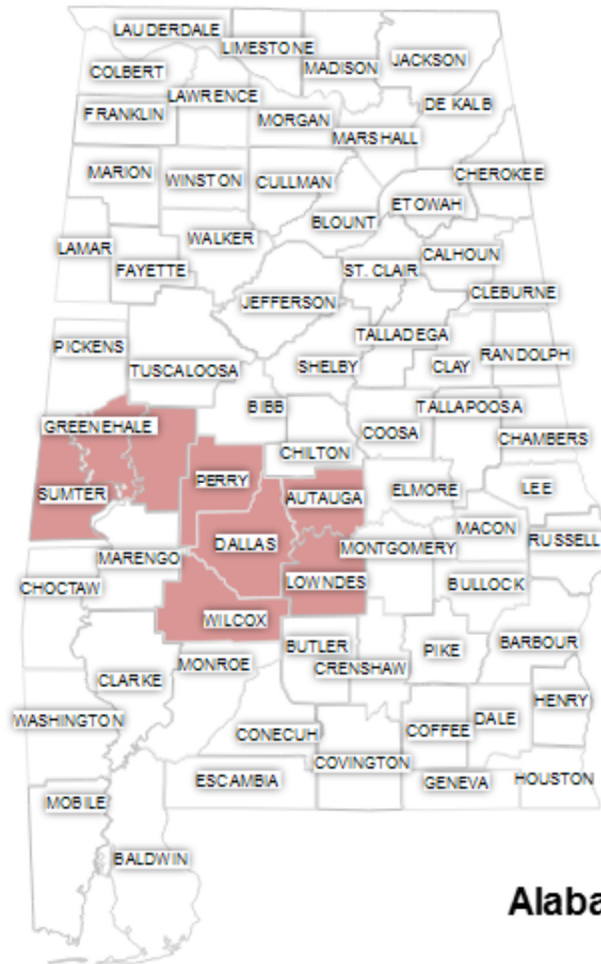 LAUDERDALE
LIMESTONE
MADISON
JACKSON
COLBERT
LAWRENCE
FRANKLIN
MORGAN
DE KALB
MARSHALL
MARION
WINSTON
CULLMAN
CHEROKEE
ETOWAH
BLOUNT
LAMAR
WALKER
CALHOUN
FAYETTE
ST. CLAIR
CLEBURNE
JEFFERSON
TALLADEGA
PICKENS
TUSCALOOSA
SHELBY
CLAY
RANDOLPH
BIBB
TALLAPOOSA
GREENE
HALE
COOSA
CHAMBERS
CHILTON
SUMTER
PERRY
AUTAUGA
ELMORE
LEE
MACON
DALLAS
MONTGOMERY
RUSSELL
MARENGO
CHOCTAW
LOWNDES
BULLOCK
WILCOX
BUTLER
PIKE
BARBOUR
MONROE
CRENSHAW
CLARKE
HENRY
WASHINGTON
CONECUH
COFFEE
DALE
COVINGTON
ESCAMBIA
GENEVA
HOUSTON
MOBILE
BALDWIN
Alaba